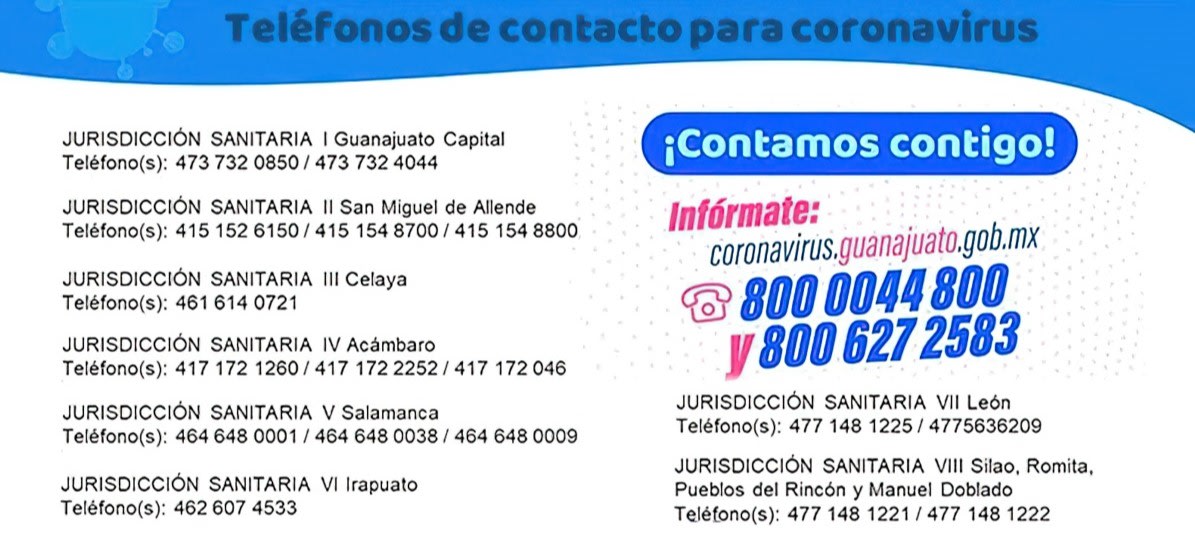 Teléfonos de contacto para coronavirus
JURISDICCIÓN SANITARIA I Guanajuato Capital
Teléfono(s): 473 732 0850 / 473 732 4044
JURISDICCIÓN SANITARIA II San Miguel de Allende
Teléfono(s): 415 152 6150 / 415 154 8700 / 415 154 8800
JURISDICCIÓN SANITARIA III Celaya
Teléfono(s): 461 614 0721
JURISDICCIÓN SANITARIA IV Acámbaro
Teléfono(s): 417 172 1260 / 417 172 2252 / 417 172 046
JURISDICCIÓN SANITARIA V Salamanca
Teléfono(s): 464 648 0001 / 464 648 0038 / 464 648 0009
JURISDICCIÓN SANITARIA VI Irapuato
Teléfono(s): 462 607 4533
¡Contamos contigo!
Infórmate:
coronavirus.guanajuato.gob.mx
800 0044 800
y 800 627 2583
JURISDICCIÓN SANITARIA VII León
Teléfono(s): 477 148 1225 / 4775636209
JURISDICCIÓN SANITARIA VIII Silao, Romita,
Pueblos del Rincón y Manuel Doblado
Teléfono(s): 477 148 1221 / 477 148 1222